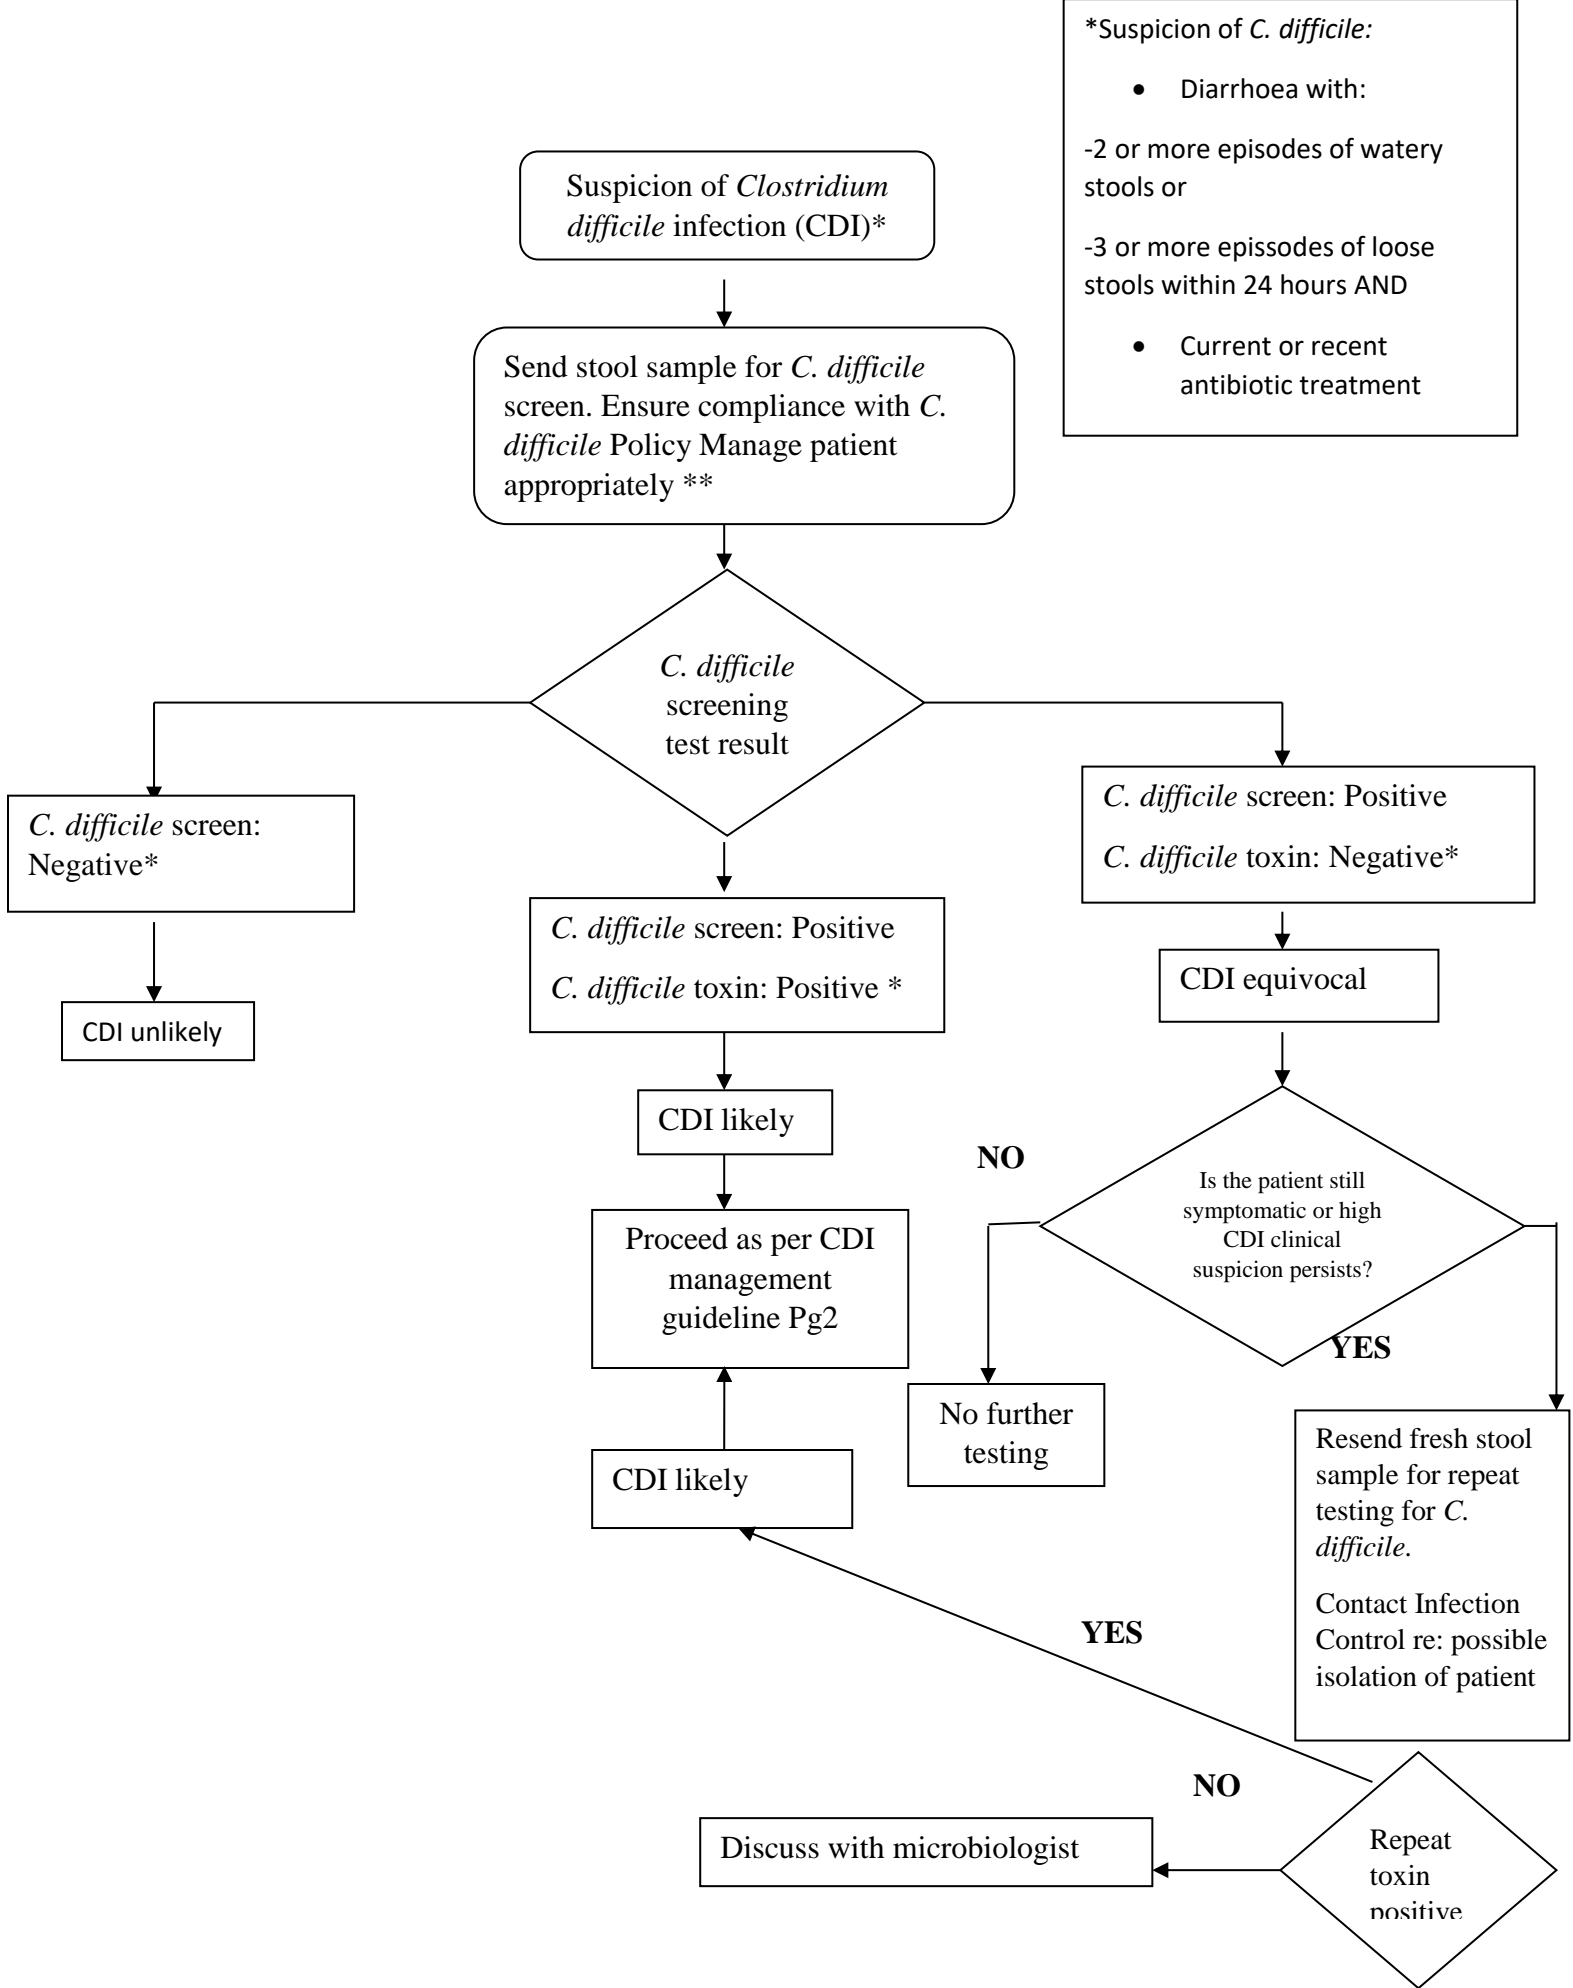 *Suspicion of C. difficile:
• Diarrhoea with:
-2 or more episodes of watery
stools or
-3 or more epissodes of loose
stools within 24 hours AND
• Current or recent
antibiotic treatment
Suspicion of Clostridium
difficile infection (CDI)*
Send stool sample for C. difficile
screen. Ensure compliance with C.
difficile Policy Manage patient
appropriately **
C. difficile
screening
test result
C. difficile screen:
Negative*
CDI unlikely
C. difficile screen: Positive
C. difficile toxin: Positive *
CDI likely
Proceed as per CDI
management
guideline Pg2
CDI likely
C. difficile screen: Positive
C. difficile toxin: Negative*
CDI equivocal
Is the patient still
symptomatic or high
CDI clinical
suspicion persists?
NO
No further
testing
YES
Resend fresh stool
sample for repeat
testing for C.
difficile.
Contact Infection
Control re: possible
isolation of patient
Repeat
toxin
positive
YES
NO
Discuss with microbiologist